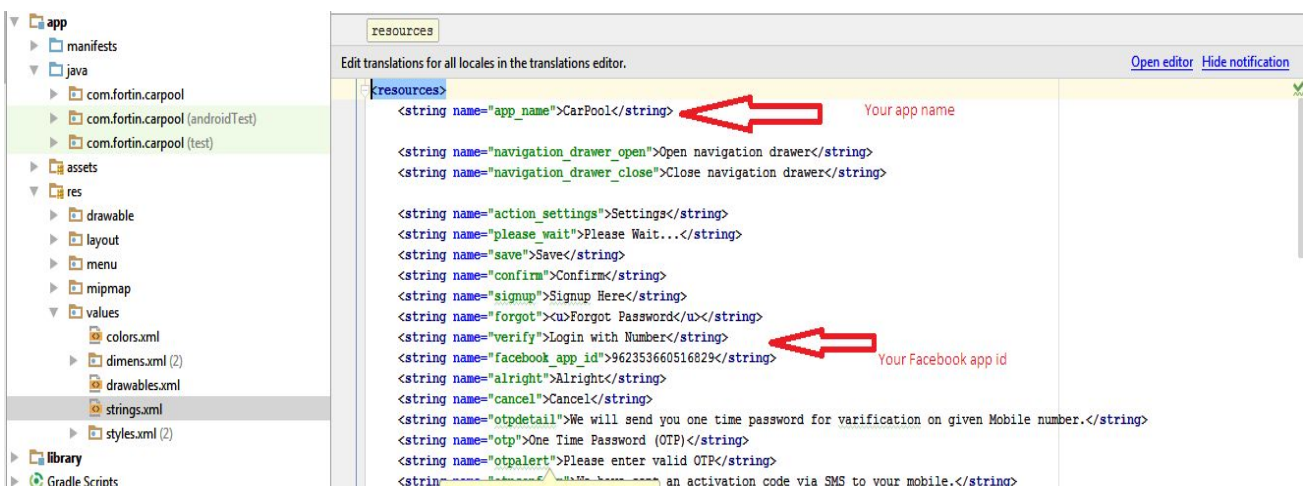 app
manifests
java
com.fortin.carpool
com.fortin.carpool (androidTest)
com.fortin.carpool (test)
assets
res
drawable
layout
menu
mipmap
values
colors.xml
dimens.xml (2)
drawables.xml
strings.xml
styles.xml (2)
library
Gradle Scripts
resources
Edit translations for all locales in the translations editor. Open editor Hide notification
<resources>
<string name="app_name">CarPool</string> Your app name
<string name="navigation_drawer_open">Open navigation drawer</string>
<string name="navigation_drawer_close">Close navigation drawer</string>
<string name="action_settings">Settings</string>
<string name="please_wait">Please Wait...</string>
<string name="save">Save</string>
<string name="confirm">Confirm</string>
<string name="signup">Signup Here</string>
<string name="forgot"><u>Forgot Password</u></string>
<string name="verify">Login with Number</string>
<string name="facebook_app_id">962353660516829</string> Your Facebook app id
<string name="alright">Alright</string>
<string name="cancel">Cancel</string>
<string name="otpdetail">We will send you one time password for varification on given Mobile number.</string>
<string name="otp">One Time Password (OTP)</string>
<string name="otpalert">Please enter valid OTP</string>
<string an activation code via SMS to your mobile.</string>